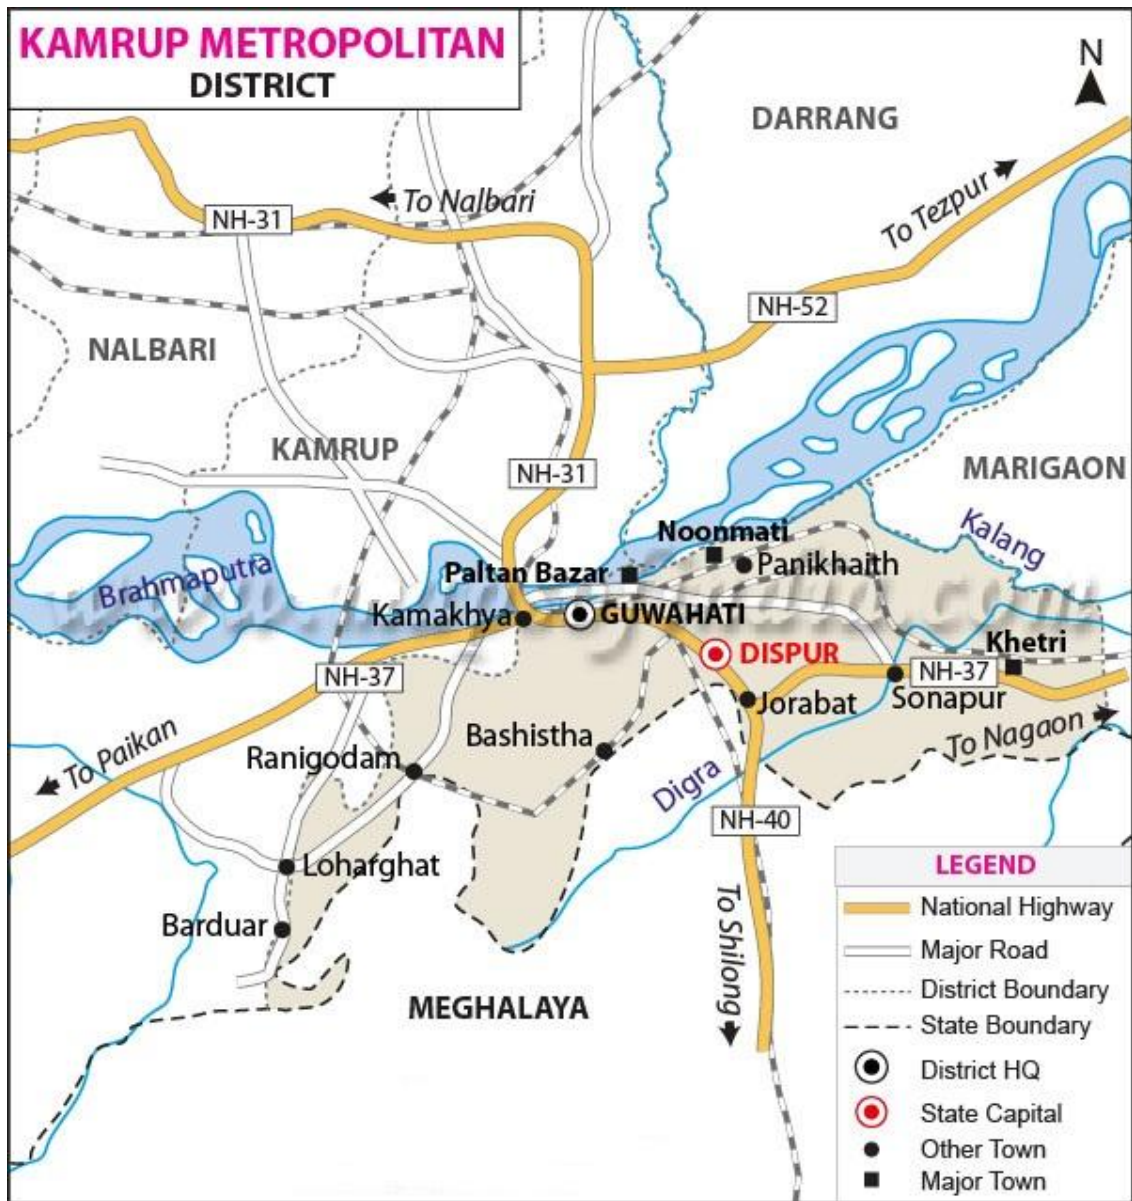 KAMRUP METROPOLITAN
DISTRICT
N
DARRANG
To Nalbari
To Tezpur
NH-31
NH-52
NALBARI
KAMRUP
MARIGAON
NH-31
Kalang
Noonmati
Brahmaputra
Paltan Bazar
Panikhaith
Kamakhya
GUWAHATI
DISPUR
Khetri
NH-37
NH-37
Jorabat
Sonapur
To Paikan
Bashistha
To Nagaon
Ranigodam
Digra
NH-40
Loharghat
Barduar
To Shilong
MEGHALAYA
LEGEND
National Highway
Major Road
District Boundary
State Boundary
District HQ
State Capital
Other Town
Major Town